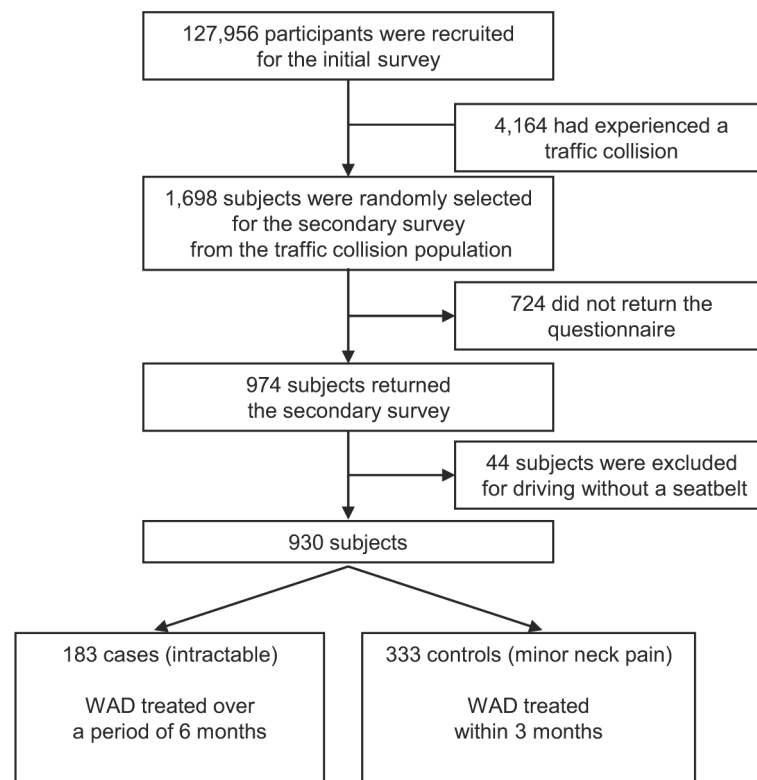 127,956 participants were recruited
for the initial survey
4,164 had experienced a
traffic collision
1,698 subjects were randomly selected
for the secondary survey
from the traffic collision population
724 did not return the
questionnaire
974 subjects returned
the secondary survey
44 subjects were excluded
for driving without a seatbelt
930 subjects
183 cases (intractable)
WAD treated over
a period of 6 months
333 controls (minor neck pain)
WAD treated
within 3 months